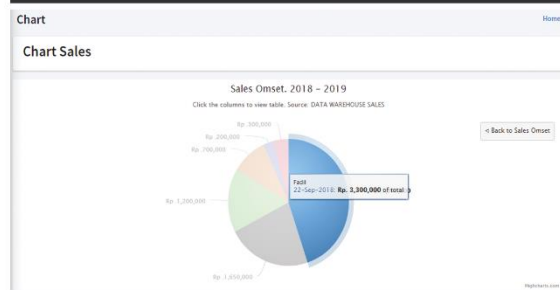 Chart
Home
Chart Sales
Sales Omset. 2018 - 2019
Click the columns to view table. Source: DATA WAREHOUSE SALES
< Back to Sales Omset
Rp. 300,000
Rp. 200,000
Rp. 700,000
Fadil
22-Sep-2018: Rp. 3,300,000 of total
Rp. 1,200,000
Rp. 1,650,000
Highcharts.com